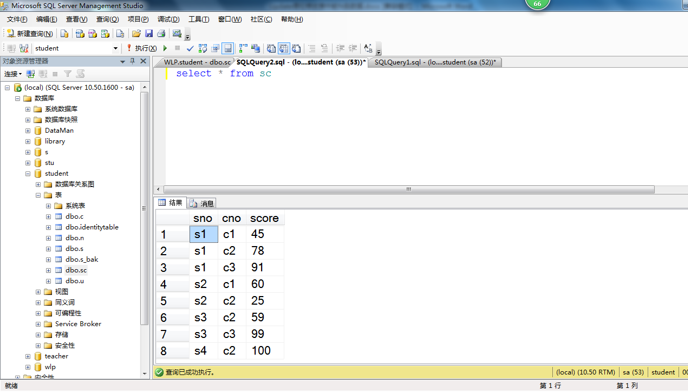 Microsoft SQL Server Management Studio
66
文件(F) 编辑(E) 查看(V) 查询(Q) 项目(P) 调试(D) 工具(T) 窗口(W) 社区(C) 帮助(H)
新建查询(N)
student 执行(X)
对象资源管理器
连接
WLP.student - dbo.sc SQLQuery2.sql - (lo....student (sa (53))* SQLQuery1.sql - (lo....student (sa (52))*
select * from sc
(local) (SQL Server 10.50.1600 - sa)
数据库
系统数据库
数据库快照
DataMan
library
s
stu
student
数据库关系图
表
系统表
dbo.c
dbo.identitytable
dbo.n
dbo.s
dbo.s_bak
dbo.sc
dbo.u
视图
同义词
可编程性
Service Broker
存储
安全性
teacher
wlp
安全性
结果 消息
sno cno score
1 s1 c1 45
2 s1 c2 78
3 s1 c3 91
4 s2 c1 60
5 s2 c2 25
6 s3 c2 59
7 s3 c3 99
8 s4 c2 100
查询已成功执行。 (local) (10.50 RTM) sa (53) student
就绪 第 1 行 第 1 列